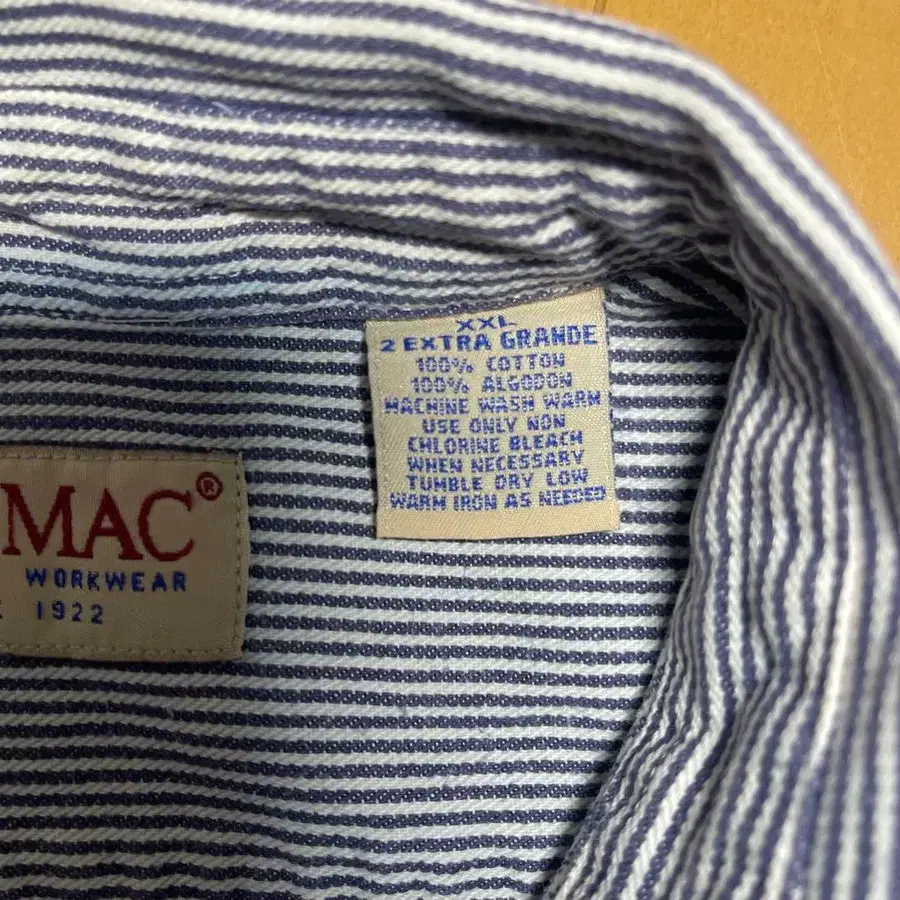 MAC®
WORKWEAR
1922
XXL
2 EXTRA GRANDE
100% COTTON
100% ALGODON
MACHINE WASH WARM
USE ONLY NON
CHLORINE BLEACH
WHEN NECESSARY
TUMBLE DRY LOW
WARM IRON AS NEEDED